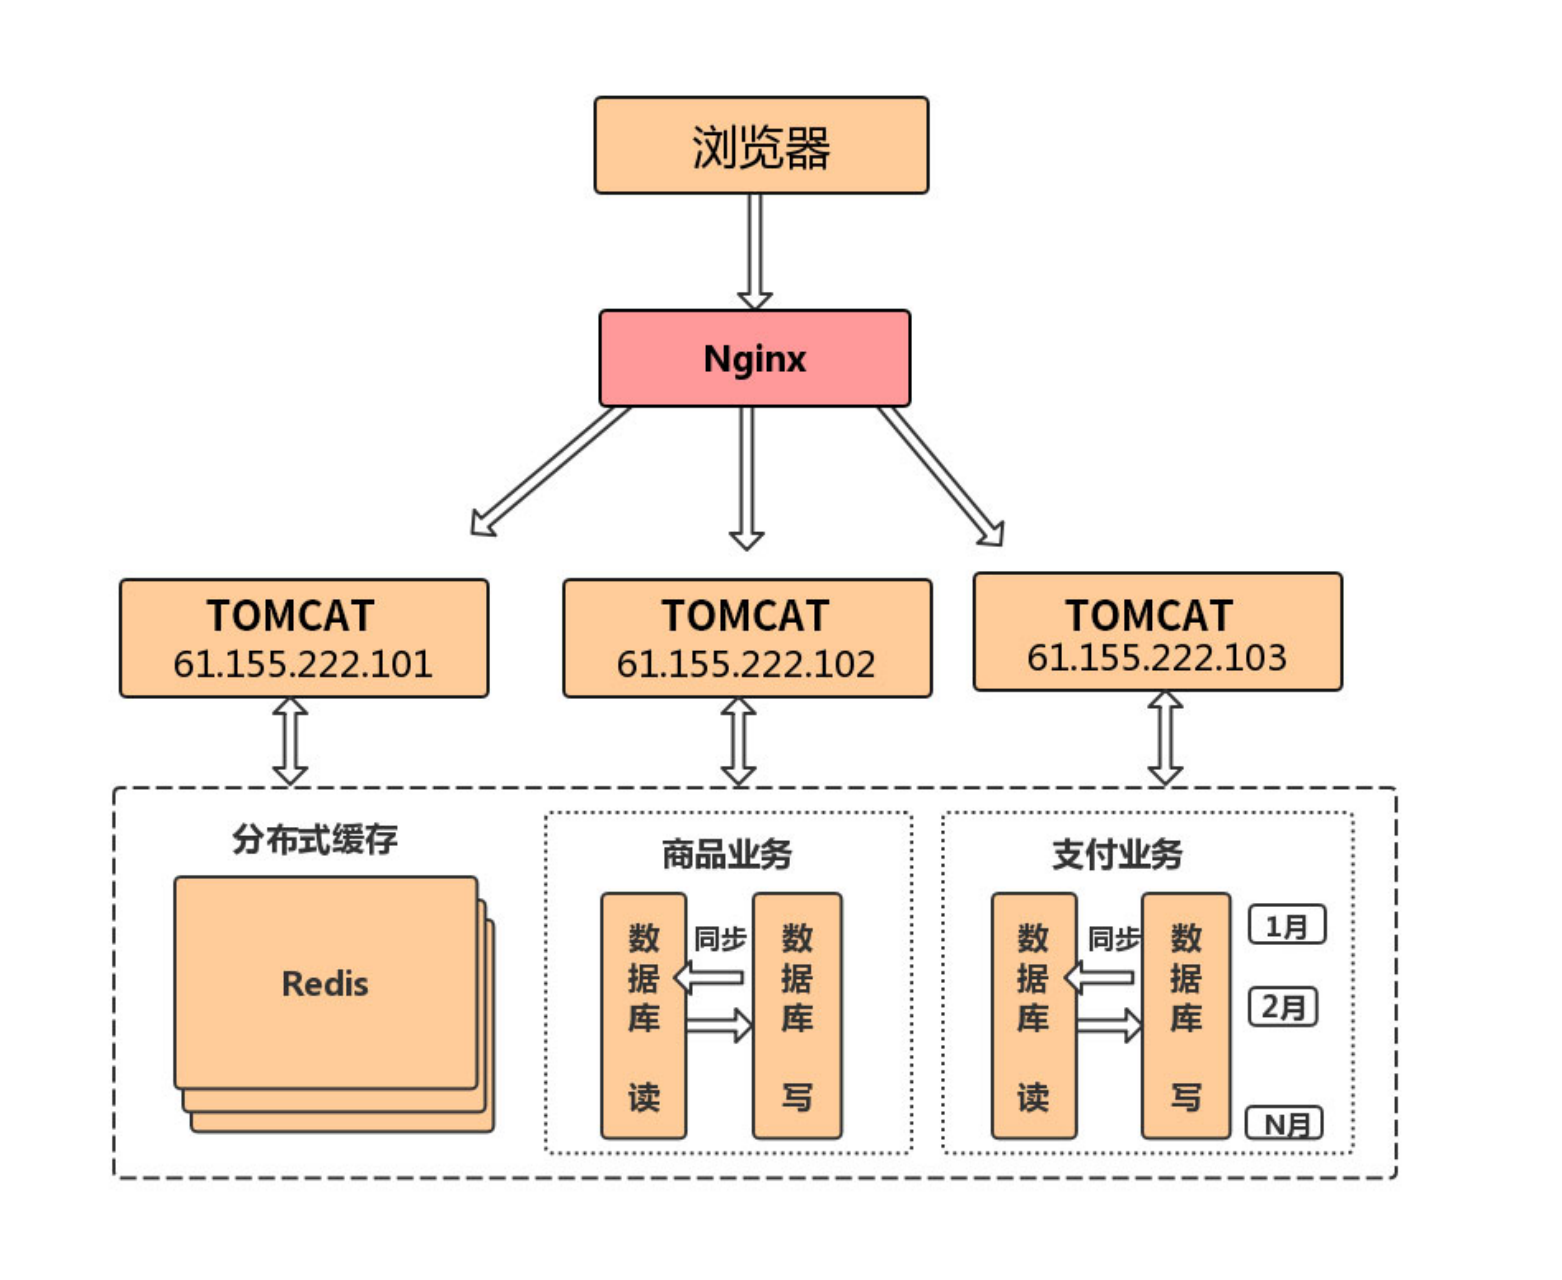 浏览器
Nginx
TOMCAT
61.155.222.101
TOMCAT
61.155.222.102
TOMCAT
61.155.222.103
分布式缓存
Redis
商品业务
数据库 读
同步
数据库 写
支付业务
数据库 读
同步
数据库 写
1月
2月
N月